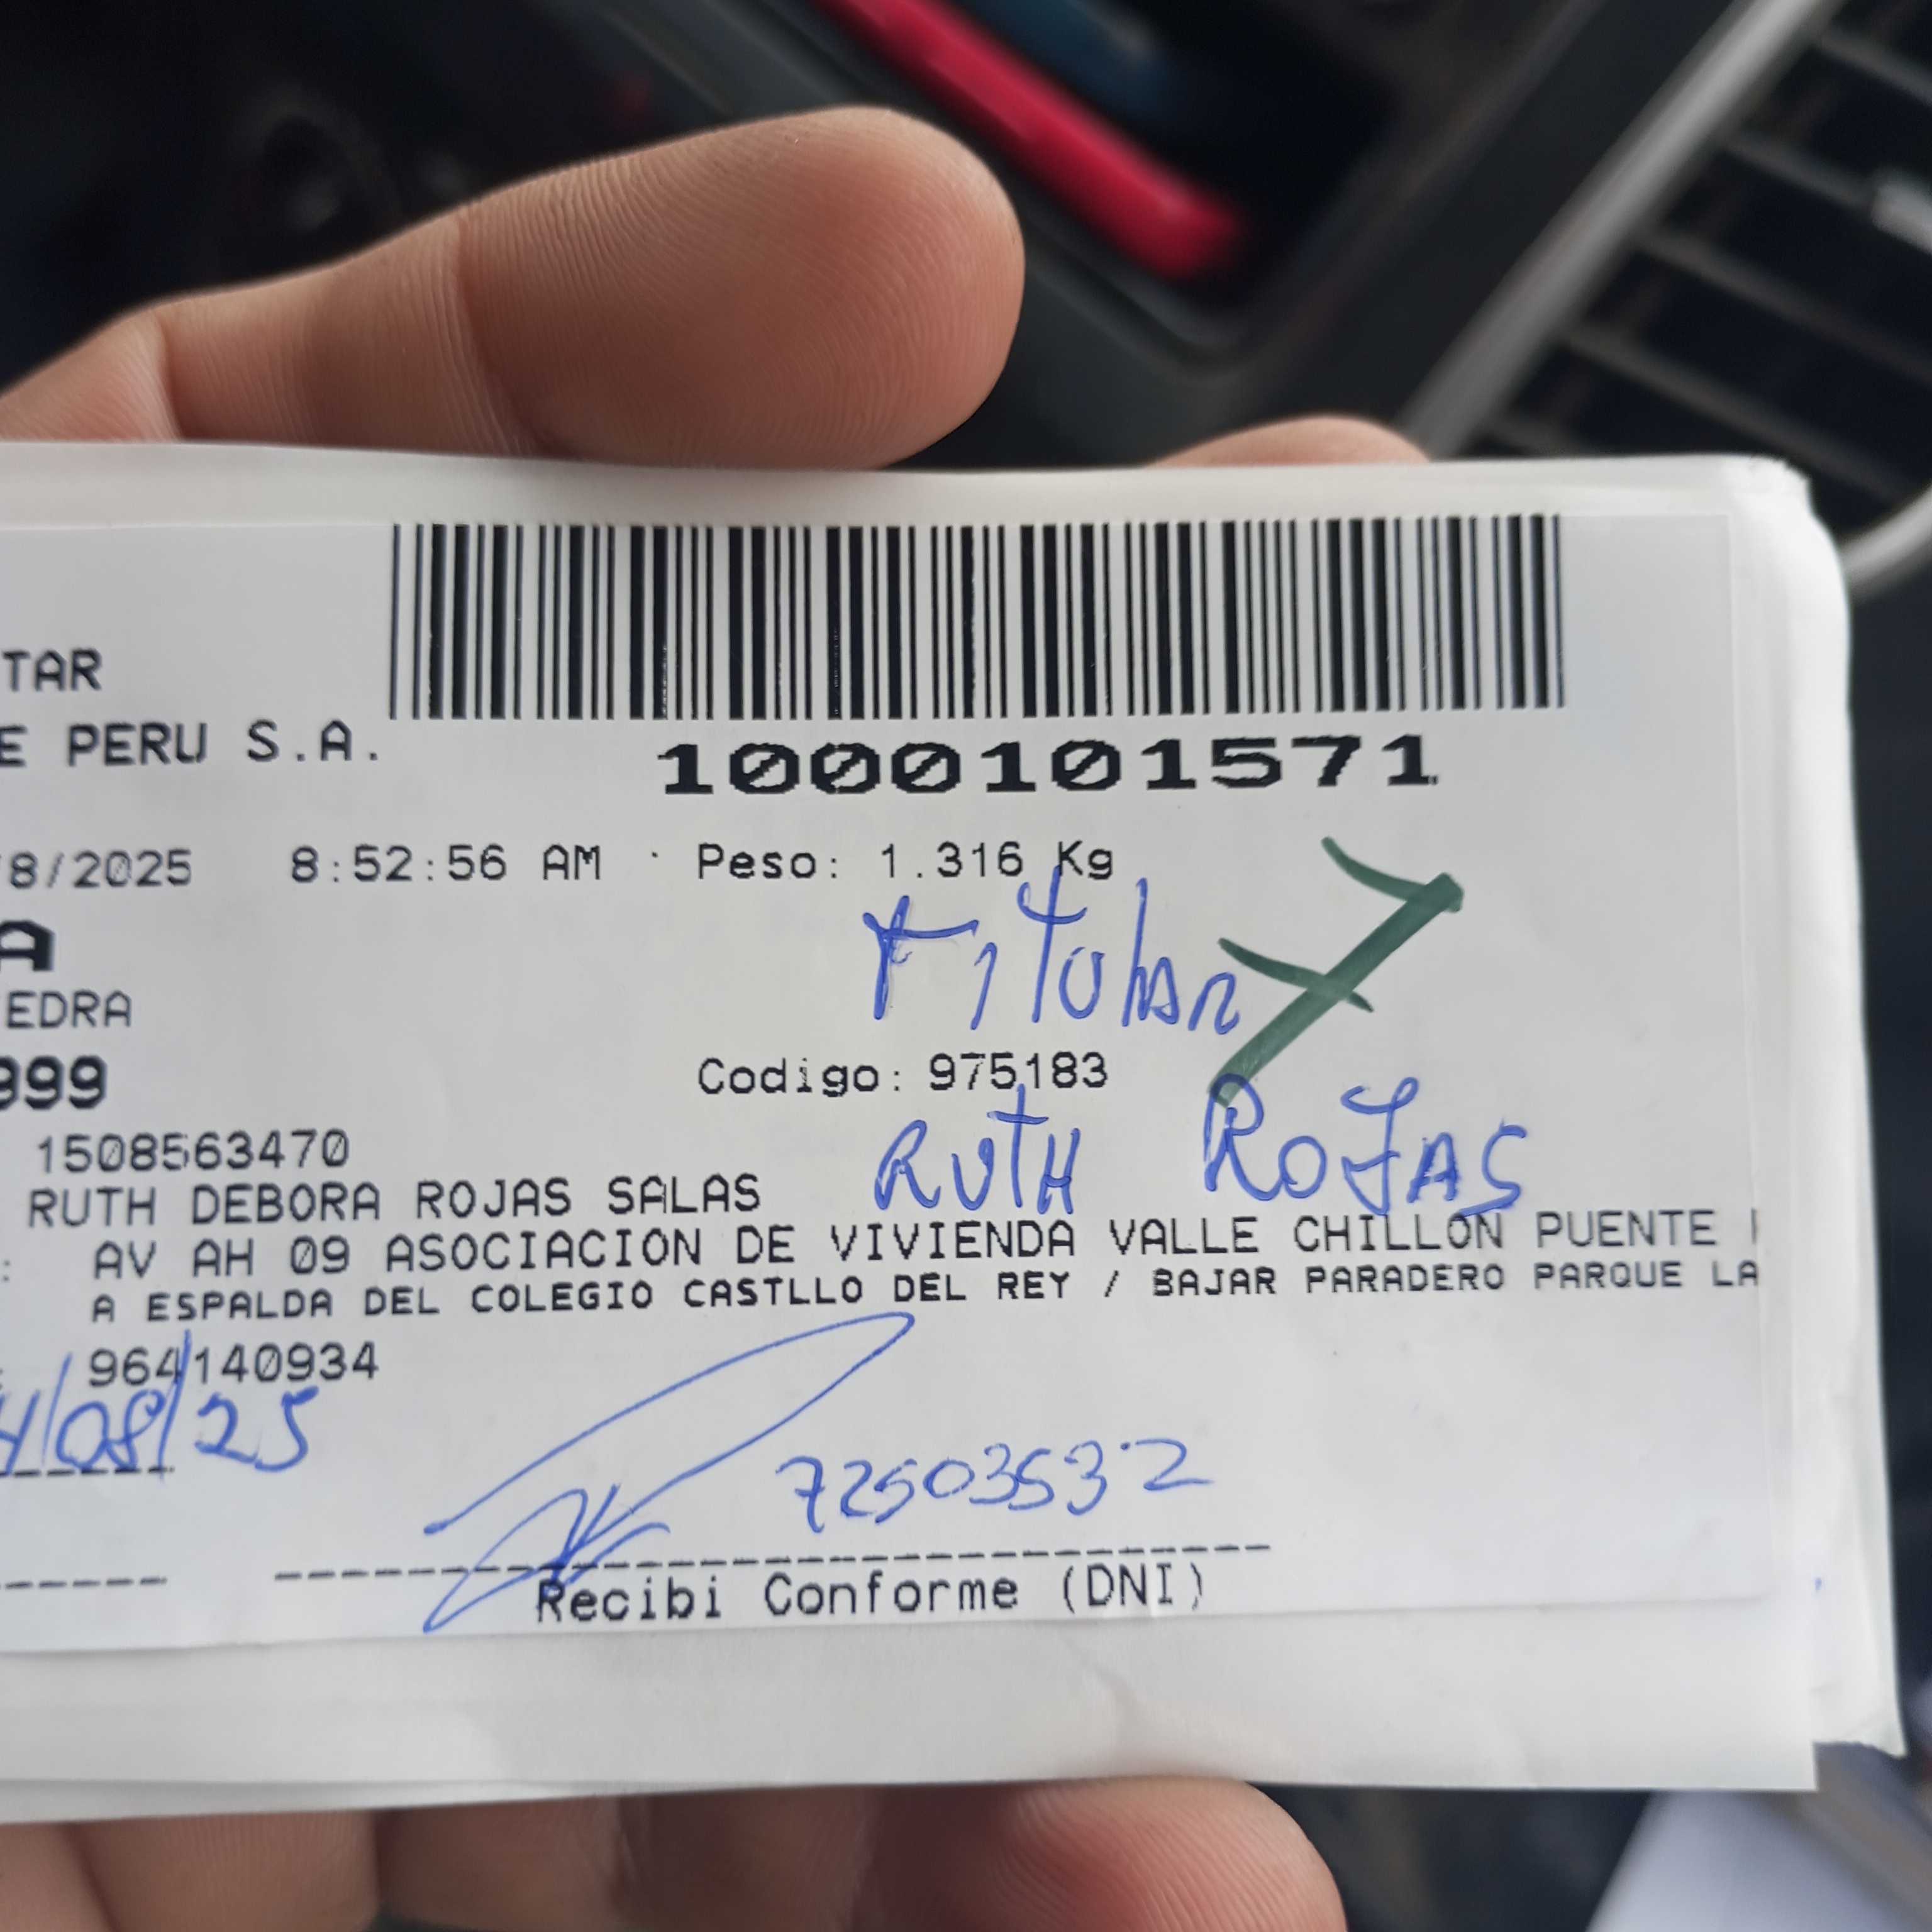 TAR
E PERU S.A.
1000101571
/8/2025 8:52:56 AM Peso: 1.316 Kg
A
titular 7
EDRA
999
Codigo: 975183
1508563470
RUTH ROJAS
RUTH DEBORA ROJAS SALAS
: AV AH 09 ASOCIACION DE VIVIENDA VALLE CHILLON PUENTE
A ESPALDA DEL COLEGIO CASTLLO DEL REY / BAJAR PARADERO PARQUE LA
: 964140934
/08/25
72503532
Recibi Conforme (DNI)